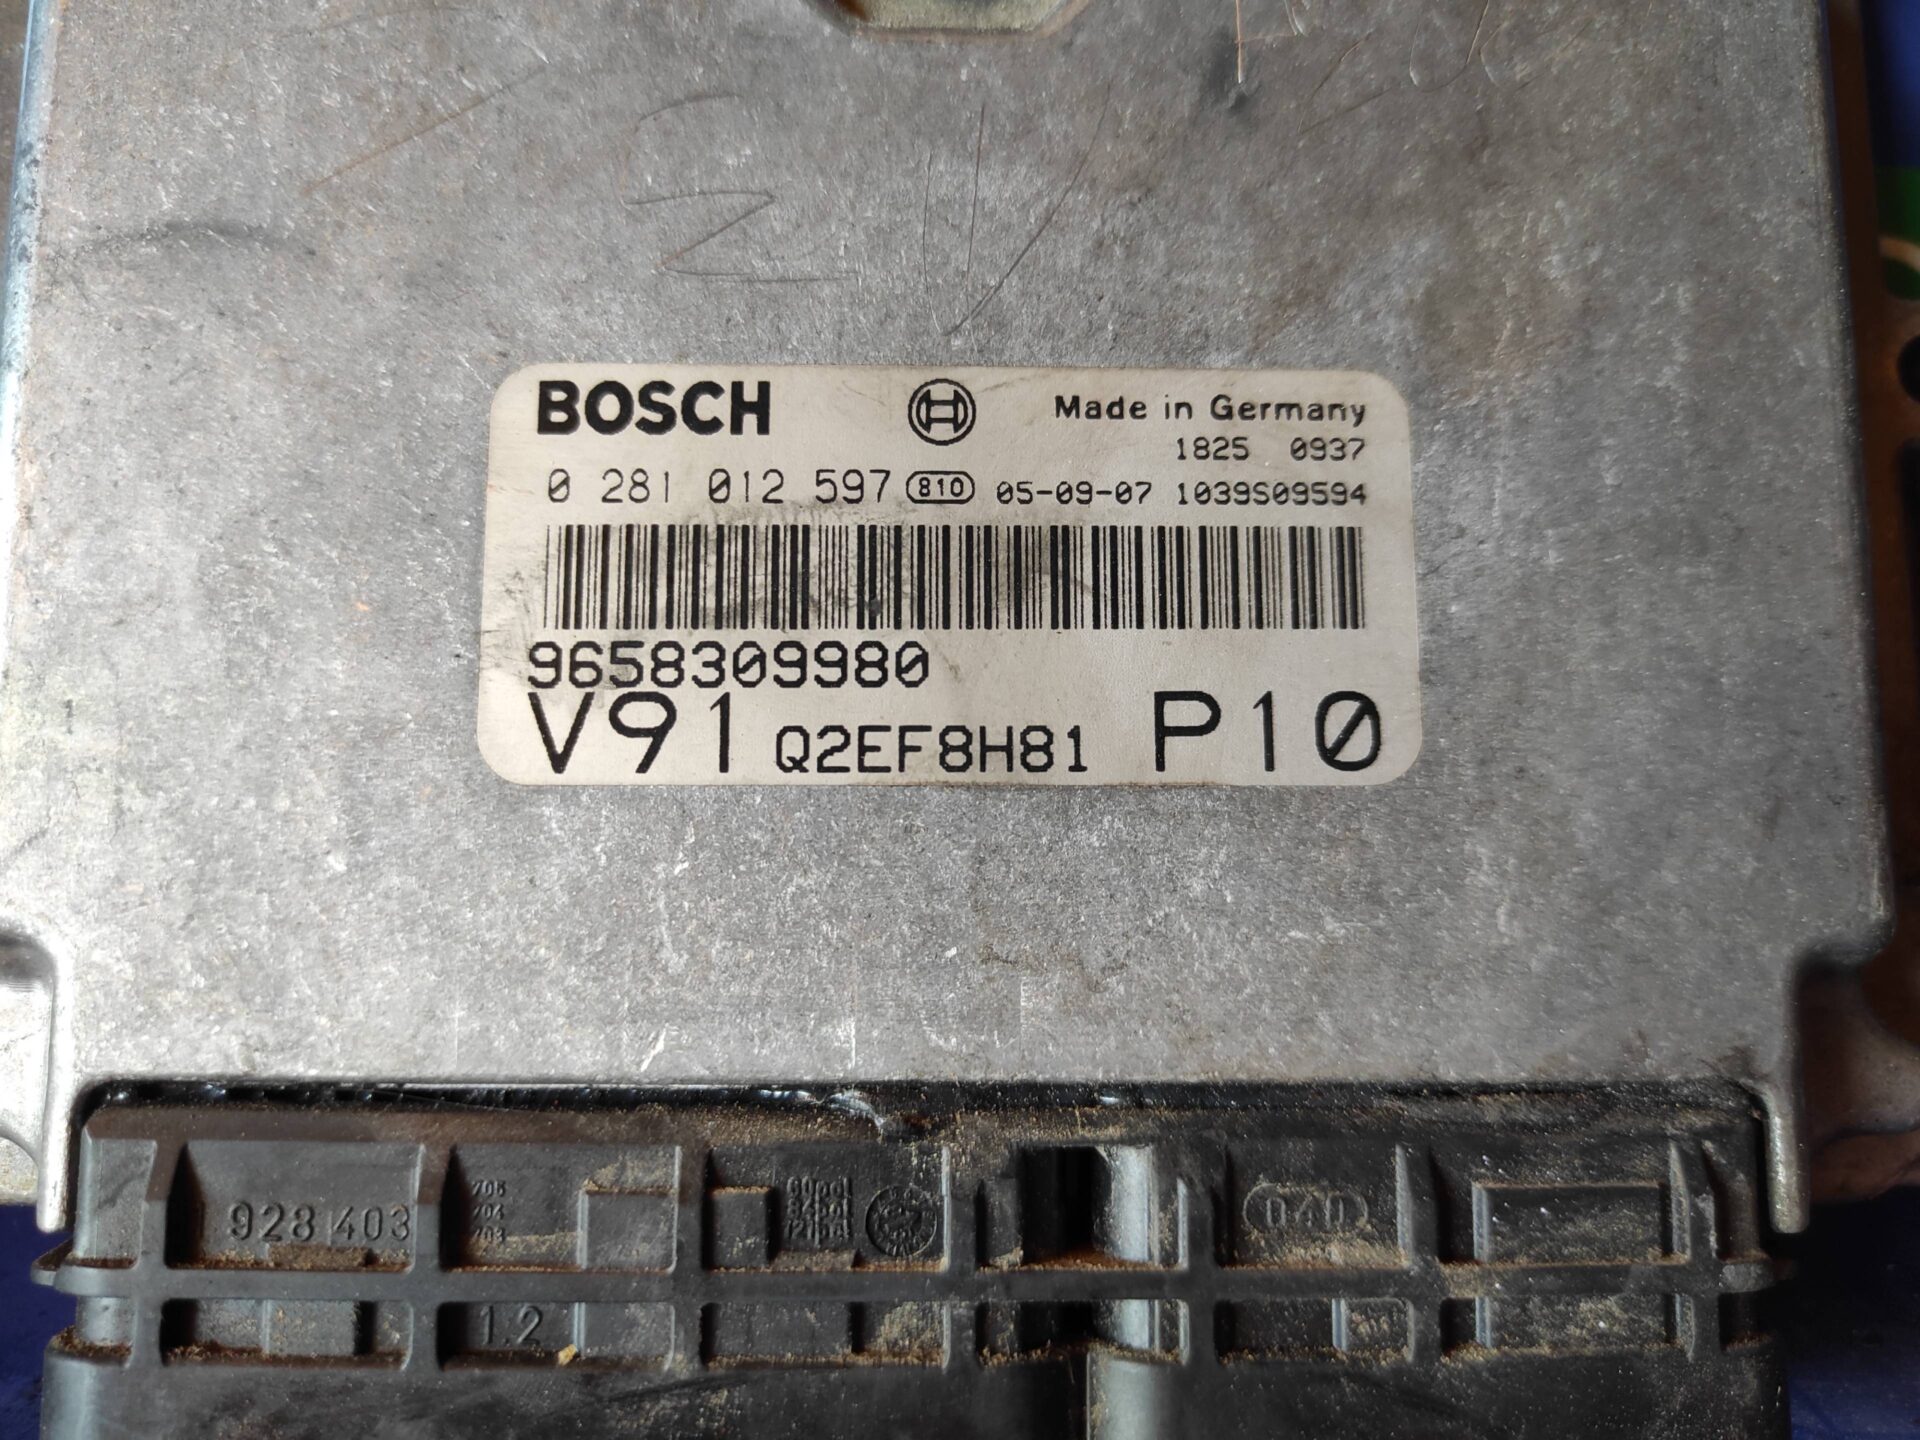 BOSCH Made in Germany
1825 0937
0 281 012 597 810 05-09-07 1039S09594
9658309980
V91 Q2EF8H81 P10
928 403
040
1.2